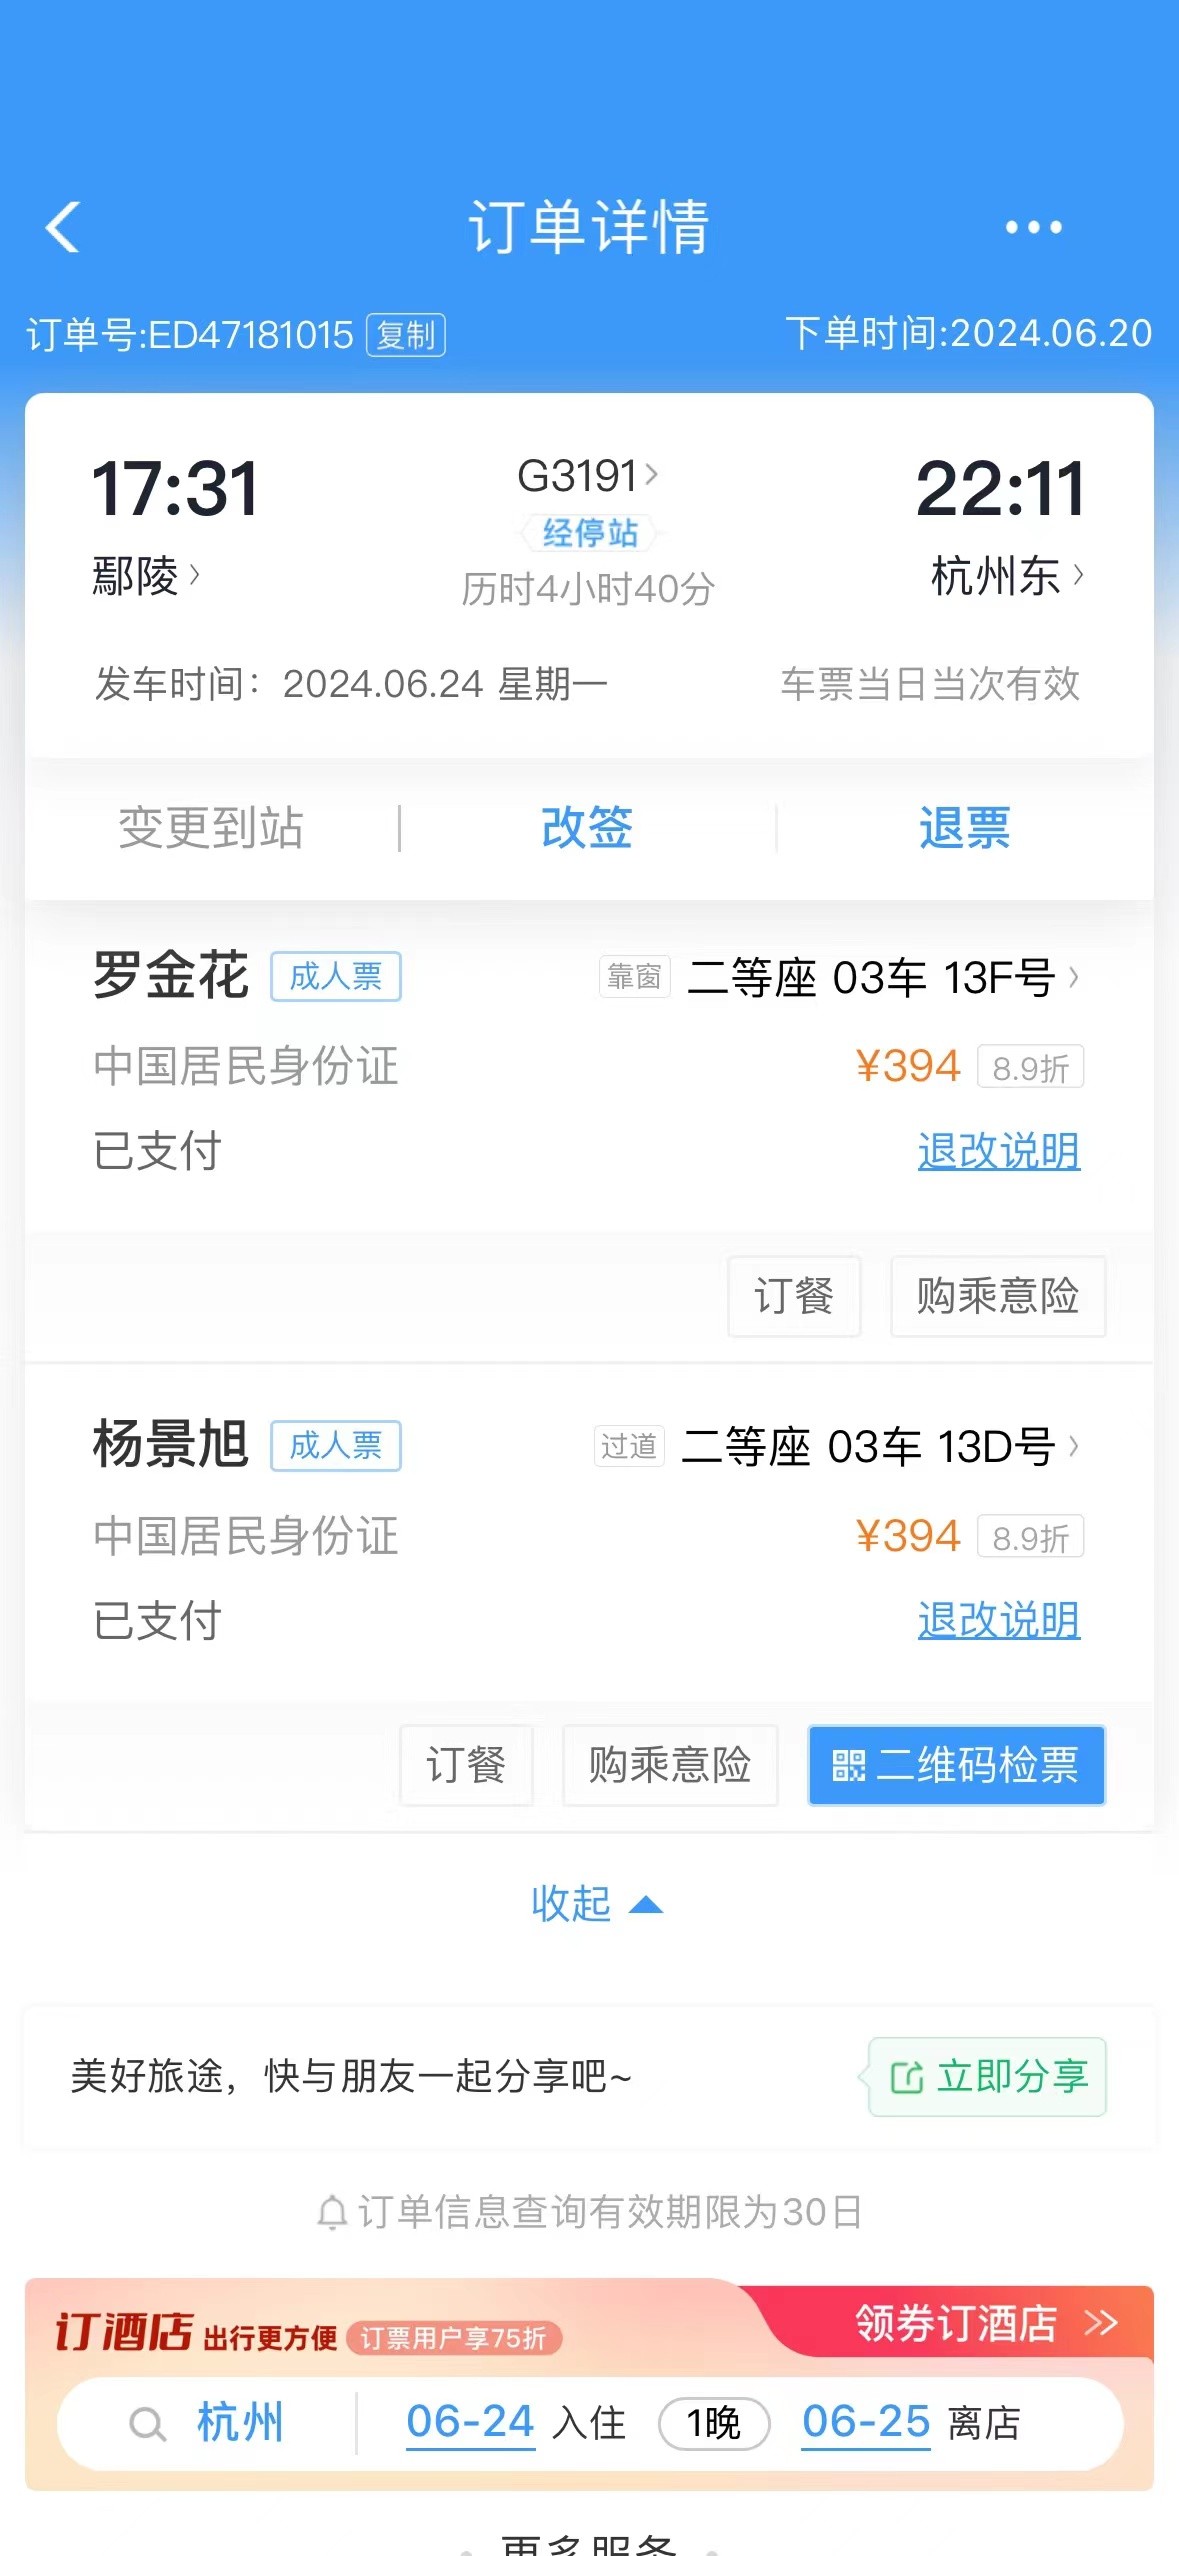 订单详情
订单号:ED47181015 复制 下单时间:2024.06.20
17:31 G3191 22:11
经停站
鄢陵 历时4小时40分 杭州东
发车时间：2024.06.24 星期一 车票当日当次有效
变更到站 改签 退票
罗金花 成人票 靠窗 二等座 03车 13F号
中国居民身份证 ¥394 8.9折
已支付 退改说明
订餐 购乘意险
杨景旭 成人票 过道 二等座 03车 13D号
中国居民身份证 ¥394 8.9折
已支付 退改说明
订餐 购乘意险 二维码检票
收起
美好旅途，快与朋友一起分享吧~ 立即分享
订单信息查询有效期限为30日
订酒店 出行更方便 订票用户享75折 领券订酒店
杭州 06-24 入住 1晚 06-25 离店
更多服务